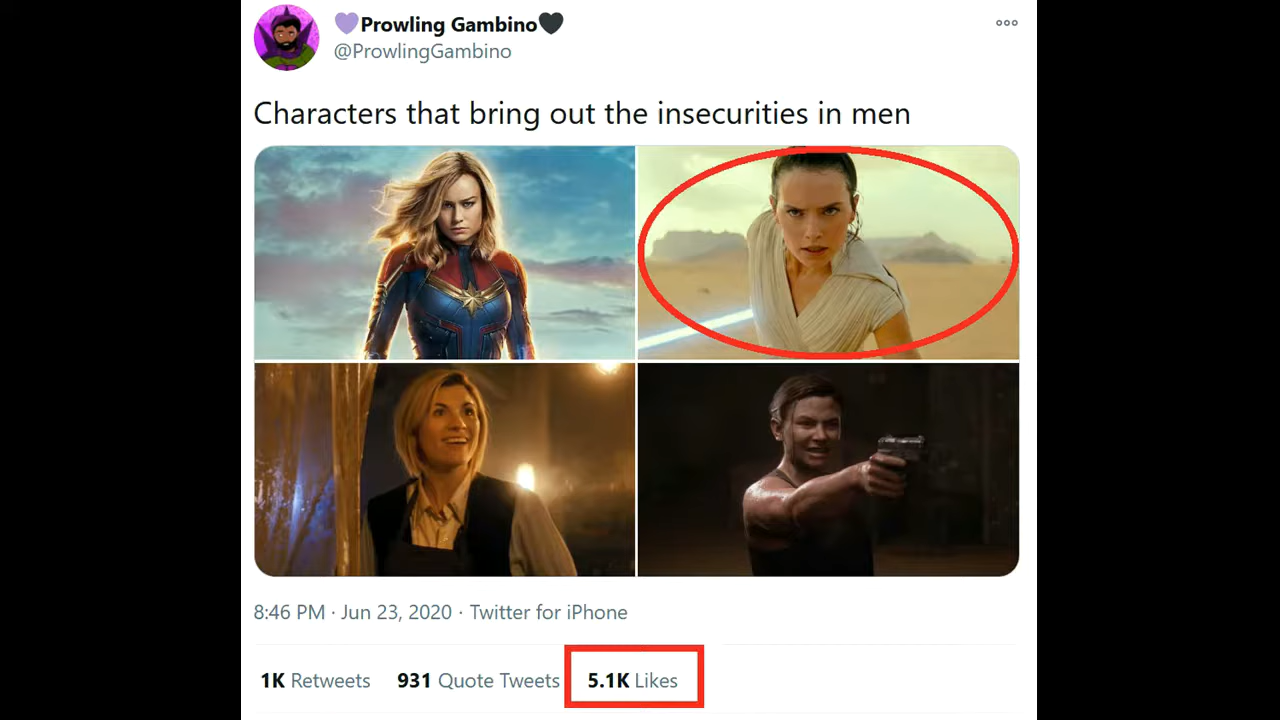 💜Prowling Gambino🖤
@ProwlingGambino
Characters that bring out the insecurities in men
8:46 PM · Jun 23, 2020 · Twitter for iPhone
1K Retweets 931 Quote Tweets 5.1K Likes